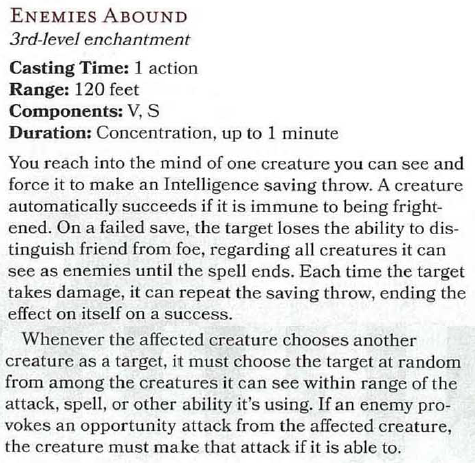 ENEMIES ABOUND
3rd-level enchantment
Casting Time: 1 action
Range: 120 feet
Components: V, S
Duration: Concentration, up to 1 minute
You reach into the mind of one creature you can see and
force it to make an Intelligence saving throw. A creature
automatically succeeds if it is immune to being fright-
ened. On a failed save, the target loses the ability to dis-
tinguish friend from foe, regarding all creatures it can
see as enemies until the spell ends. Each time the target
takes damage, it can repeat the saving throw, ending the
effect on itself on a success.
Whenever the affected creature chooses another
creature as a target, it must choose the target at random
from among the creatures it can see within range of the
attack, spell, or other ability it's using. If an enemy pro-
vokes an opportunity attack from the affected creature,
the creature must make that attack if it is able to.